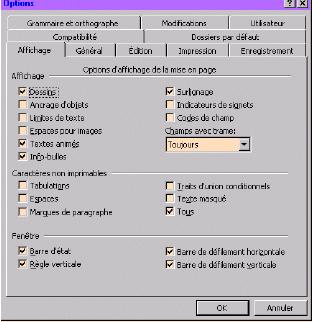 Options
Grammaire et orthographe Modifications Utilisateur
Compatibilité Dossiers par défaut
Affichage Général Édition Impression Enregistrement
Options d'affichage de la mise en page
Affichage
Dessins Surlignage
Ancrage d'objets Indicateurs de signets
Limites de texte Codes de champ
Espaces pour images Champs avec trame:
Textes animés Toujours
Info-bulles
Caractères non imprimables
Tabulations Traits d'union conditionnels
Espaces Texte masqué
Marques de paragraphe Tous
Fenêtre
Barre d'état Barre de défilement horizontale
Règle verticale Barre de défilement verticale
OK Annuler